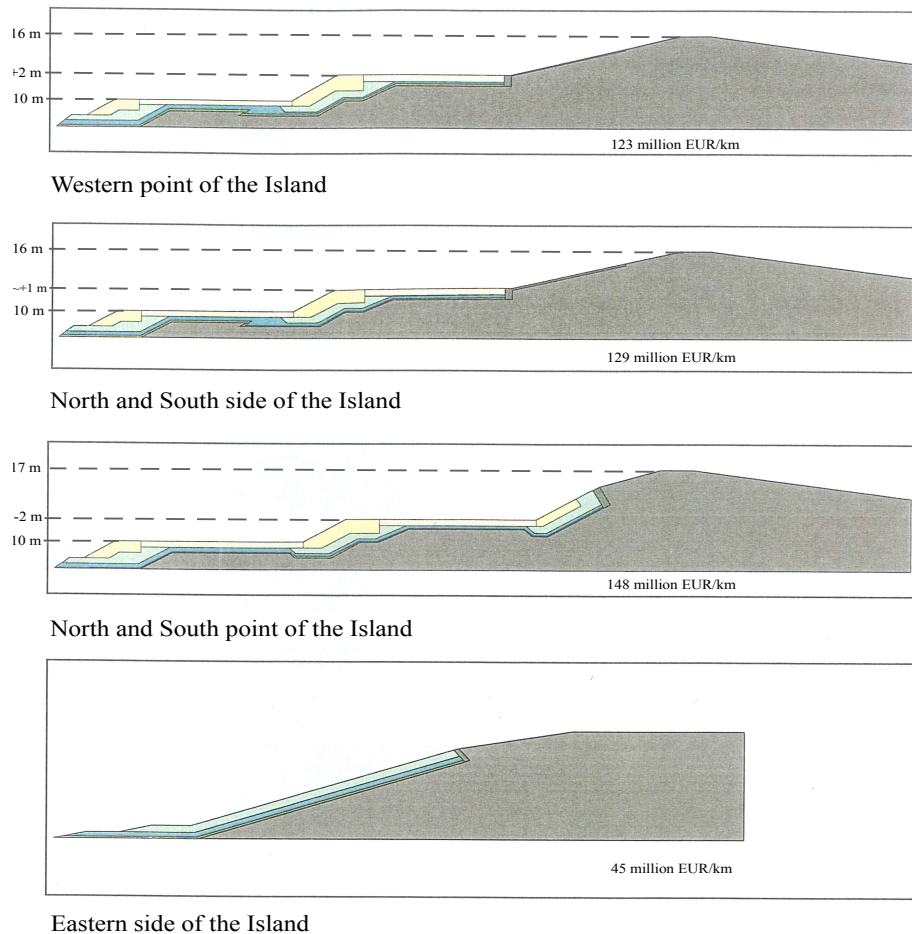 16 m
+2 m
10 m
123 million EUR/km
Western point of the Island
16 m
~+1 m
10 m
129 million EUR/km
North and South side of the Island
17 m
-2 m
10 m
148 million EUR/km
North and South point of the Island
45 million EUR/km
Eastern side of the Island